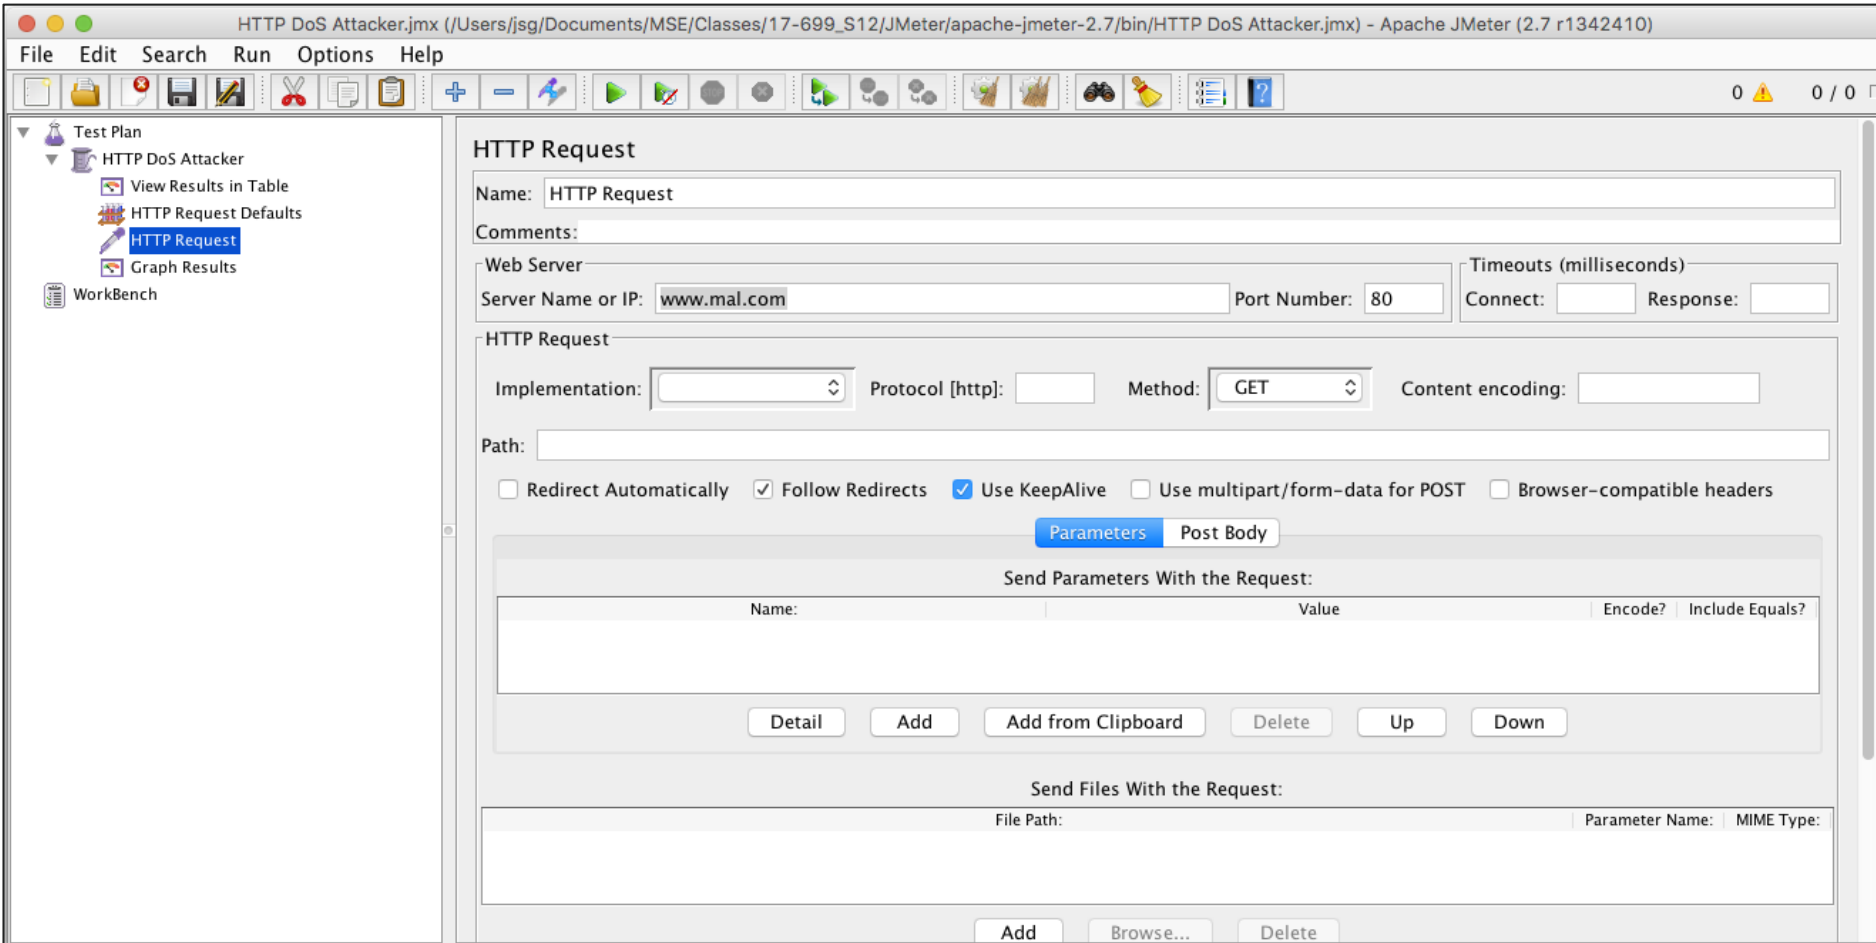 HTTP DoS Attacker.jmx (/Users/jsg/Documents/MSE/Classes/17-699_S12/JMeter/apache-jmeter-2.7/bin/HTTP DoS Attacker.jmx) - Apache JMeter (2.7 r1342410)
File Edit Search Run Options Help
0 0 / 0
Test Plan
HTTP DoS Attacker
View Results in Table
HTTP Request Defaults
HTTP Request
Graph Results
WorkBench
HTTP Request
Name: HTTP Request
Comments:
Web Server
Server Name or IP: www.mal.com Port Number: 80
Timeouts (milliseconds)
Connect: Response:
HTTP Request
Implementation: Protocol [http]: Method: GET Content encoding:
Path:
Redirect Automatically Follow Redirects Use KeepAlive Use multipart/form-data for POST Browser-compatible headers
Parameters Post Body
Send Parameters With the Request:
Name: Value Encode? Include Equals?
Detail Add Add from Clipboard Delete Up Down
Send Files With the Request:
File Path: Parameter Name: MIME Type:
Add Browse... Delete